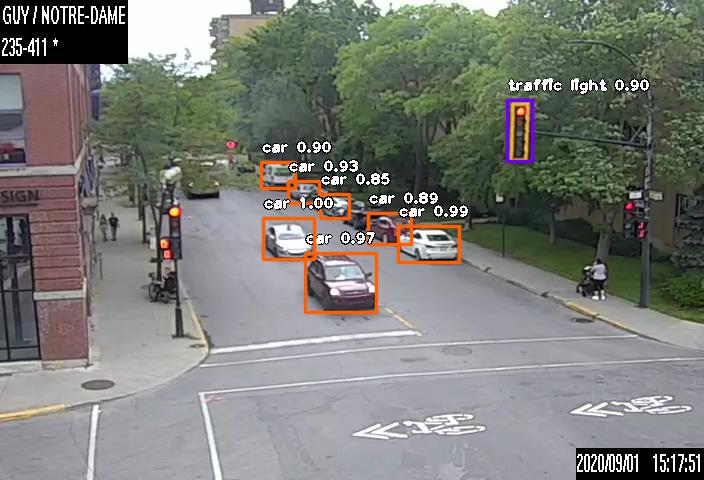 GUY / NOTRE-DAME
235-411 *
traffic light 0.90
car 0.90
car 0.93
car 0.85
car 0.89
car 1.00
car 0.99
car 0.97
SIGN
2020/09/01 15:17:51